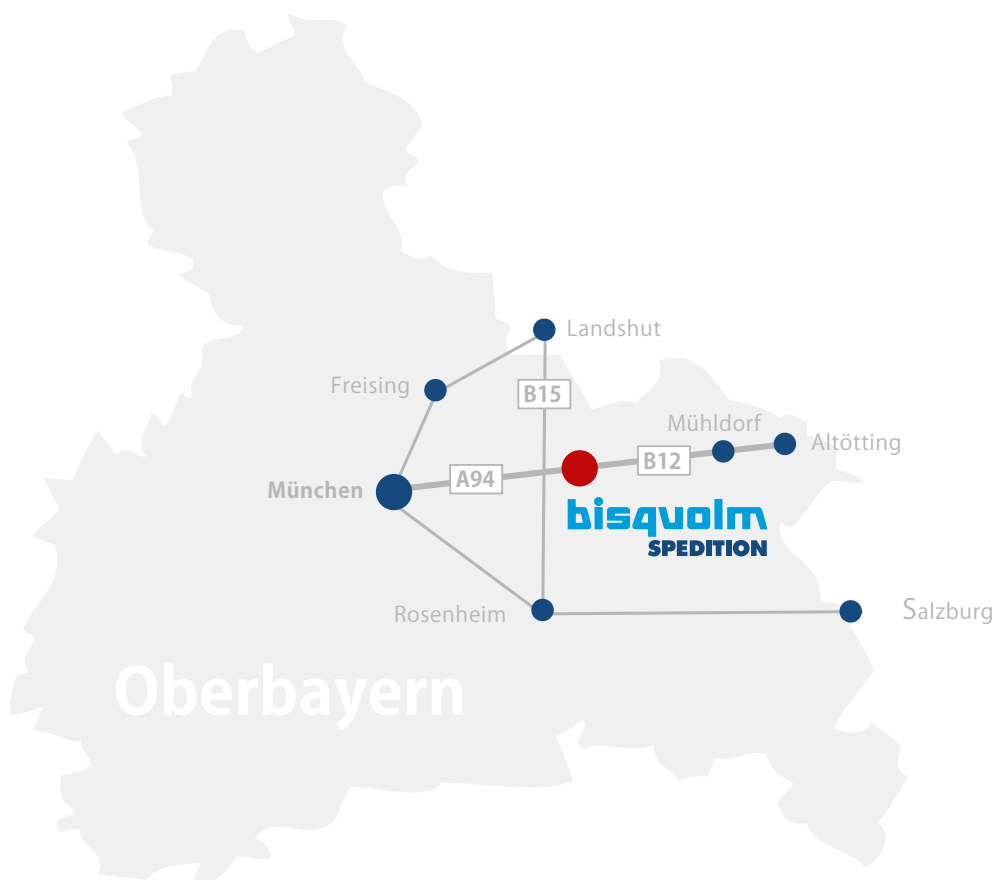 Landshut
Freising
B15
Mühldorf
Altötting
B12
A94
München
bisquolm
SPEDITION
Rosenheim
Salzburg
Oberbayern